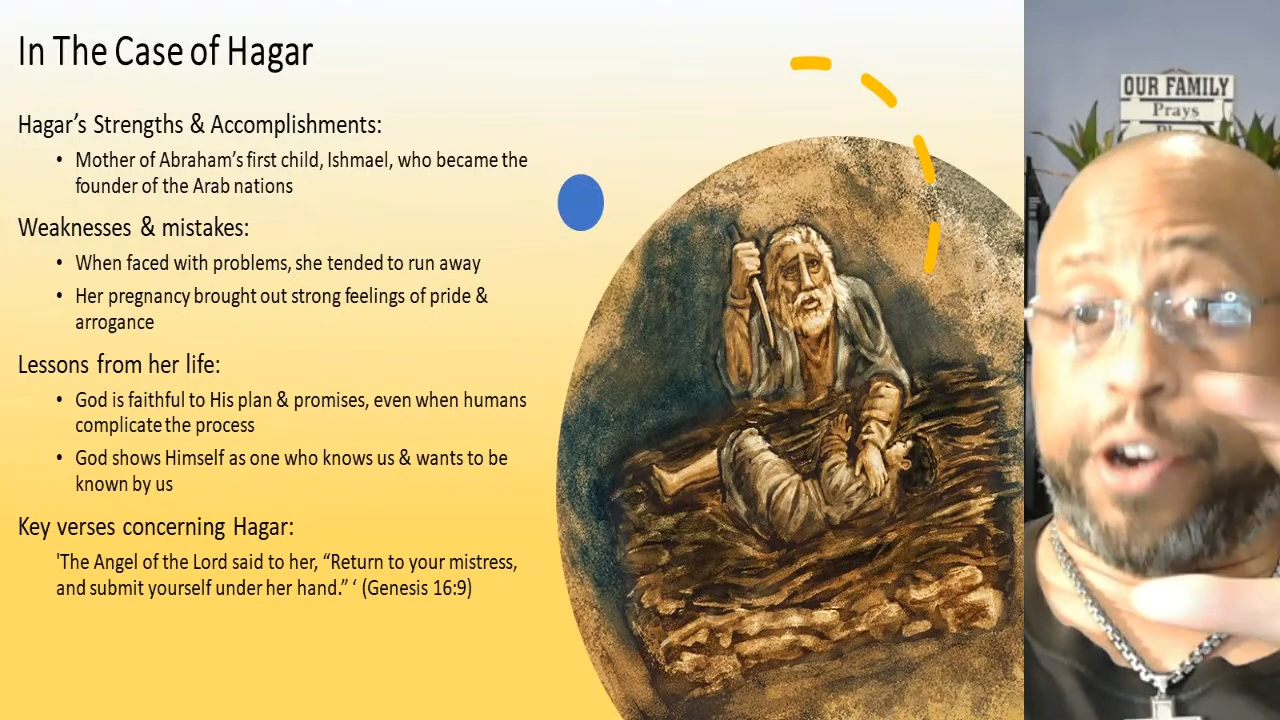 In The Case of Hagar
Hagar’s Strengths & Accomplishments:
• Mother of Abraham’s first child, Ishmael, who became the
founder of the Arab nations
Weaknesses & mistakes:
• When faced with problems, she tended to run away
• Her pregnancy brought out strong feelings of pride &
arrogance
Lessons from her life:
• God is faithful to His plan & promises, even when humans
complicate the process
• God shows Himself as one who knows us & wants to be
known by us
Key verses concerning Hagar:
'The Angel of the Lord said to her, “Return to your mistress,
and submit yourself under her hand.” ‘ (Genesis 16:9)
OUR FAMILY
Prays